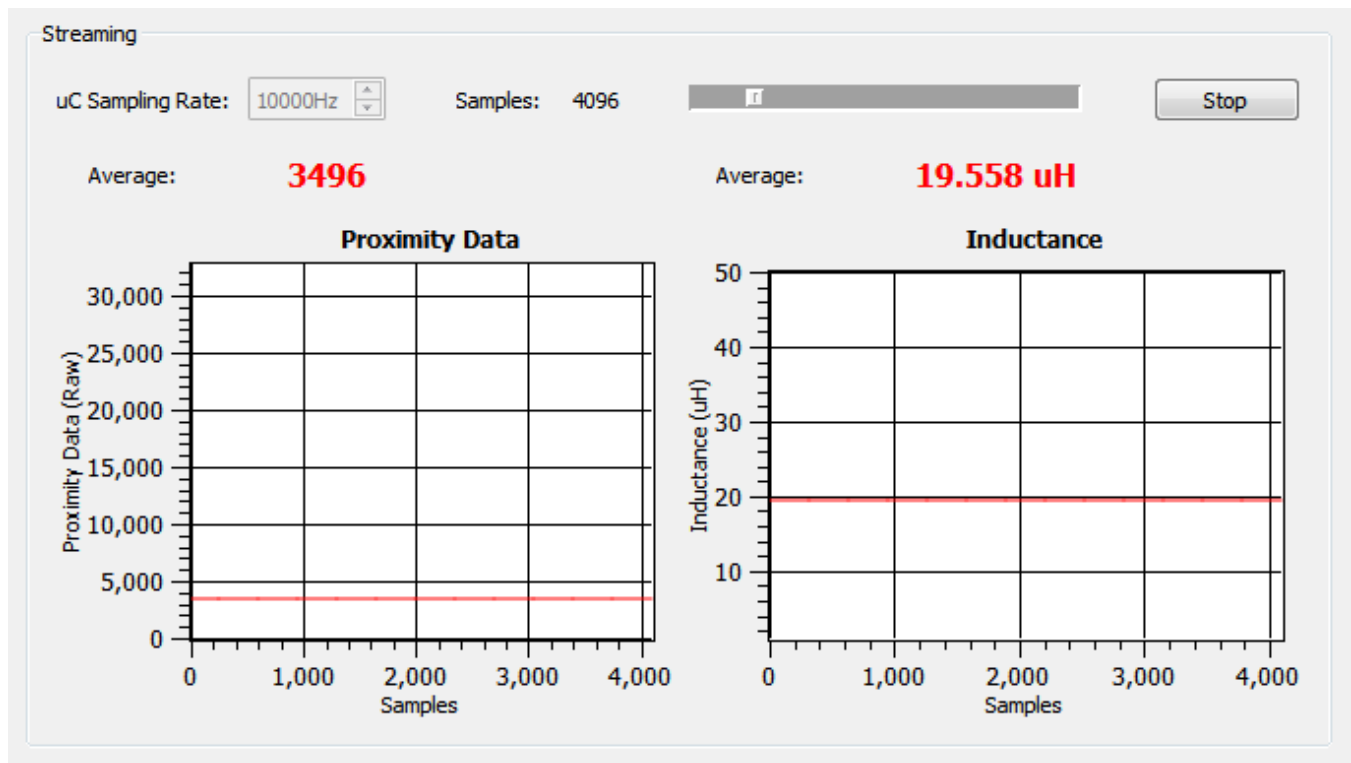 Streaming
uC Sampling Rate: 10000Hz Samples: 4096 Stop
Average: 3496 Average: 19.558 uH
Proximity Data
30,000
25,000
20,000
15,000
10,000
5,000
0
Proximity Data (Raw)
0 1,000 2,000 3,000 4,000
Samples
Inductance
50
40
30
20
10
Inductance (uH)
0 1,000 2,000 3,000 4,000
Samples